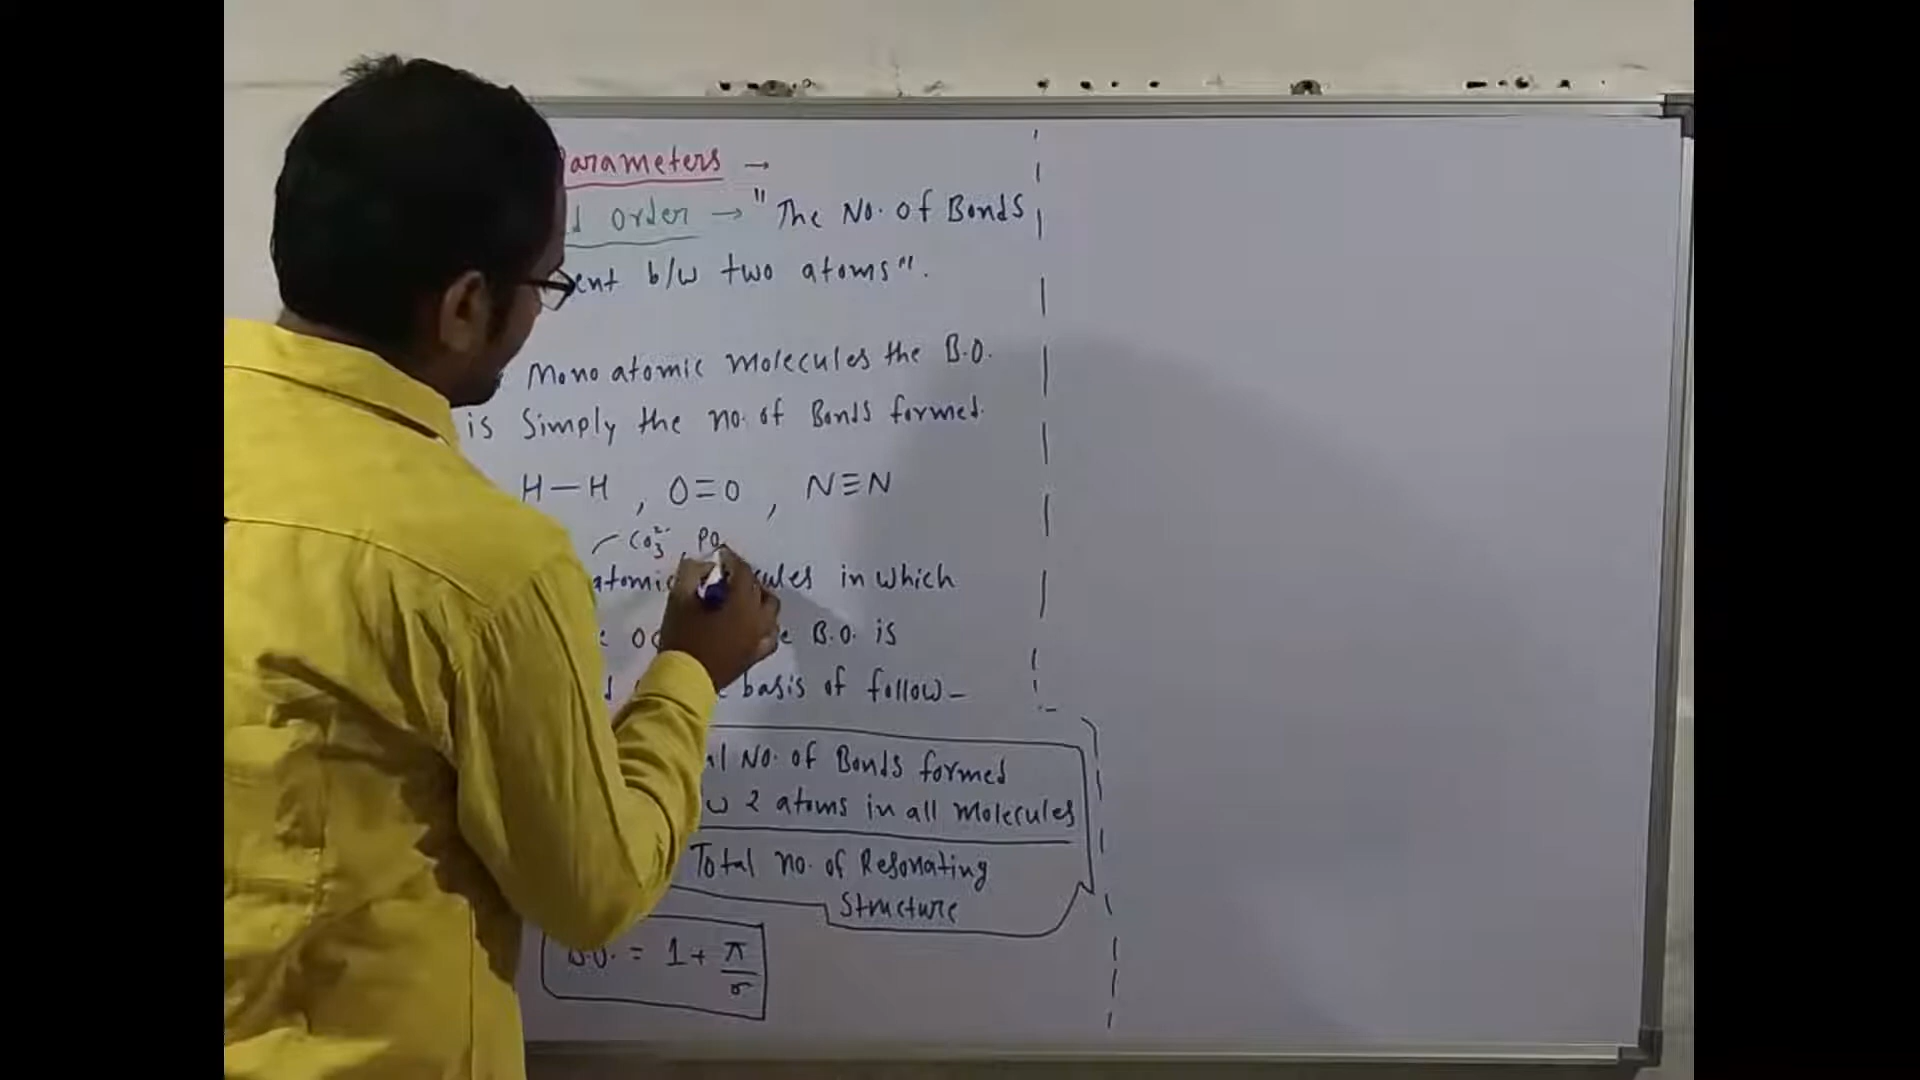 arameters →
d order → "The No. of Bonds
ent b/w two atoms".
Mono atomic Molecules the B.O.
is Simply the no. of Bonds formed.
H—H , O=O , N≡N
CO₃²⁻ , PO
atomic cules in which
B.O. is
basis of follow-
al No. of Bonds formed
w 2 atoms in all Molecules
Total no. of Resonating
Structure
B.O. = 1 + π/σ